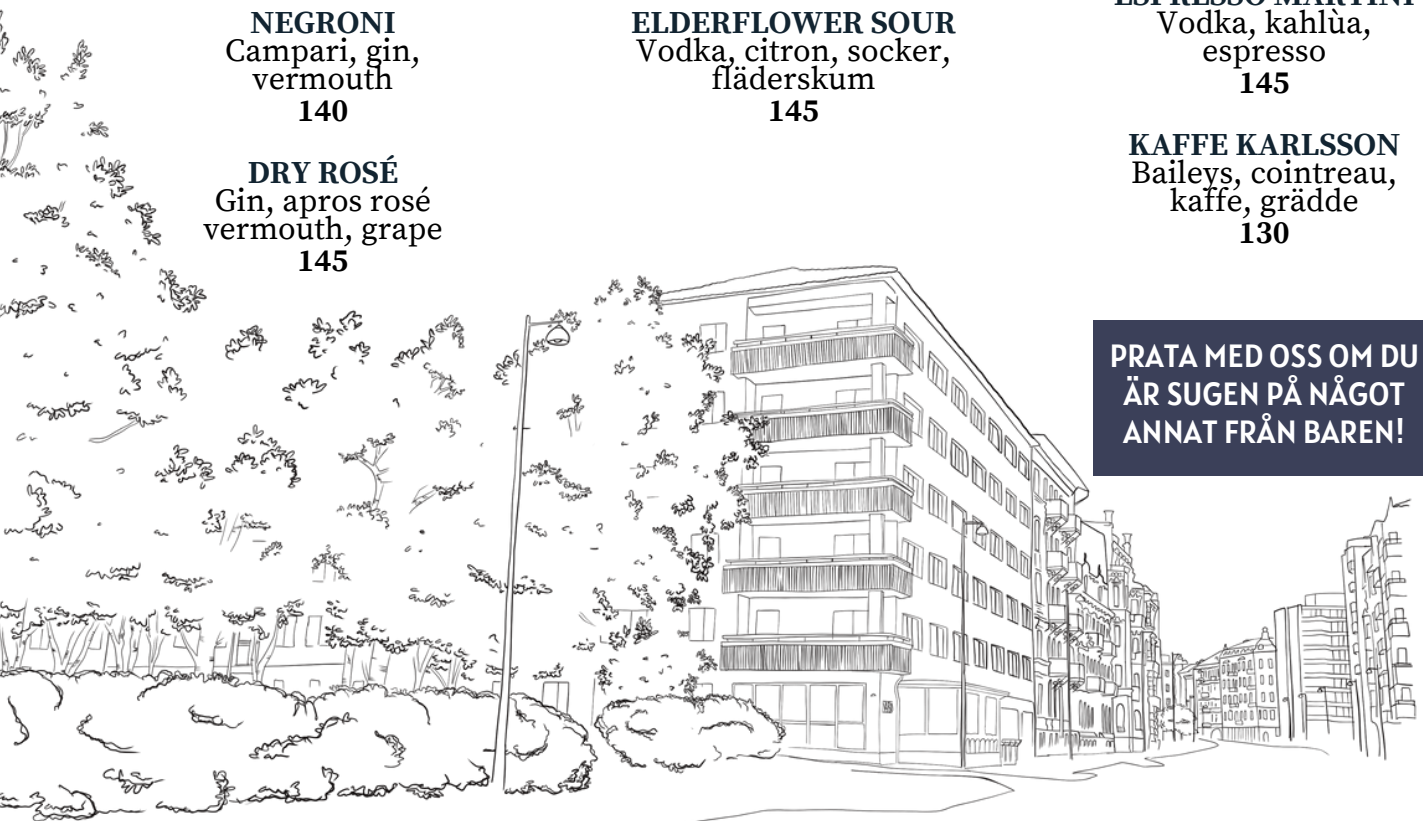 NEGRONI
Campari, gin,
vermouth
140
DRY ROSÉ
Gin, apros rosé
vermouth, grape
145
ELDERFLOWER SOUR
Vodka, citron, socker,
fläderskum
145
ESPRESSO MARTINI
Vodka, kahlùa,
espresso
145
KAFFE KARLSSON
Baileys, cointreau,
kaffe, grädde
130
PRATA MED OSS OM DU
ÄR SUGEN PÅ NÅGOT
ANNAT FRÅN BAREN!